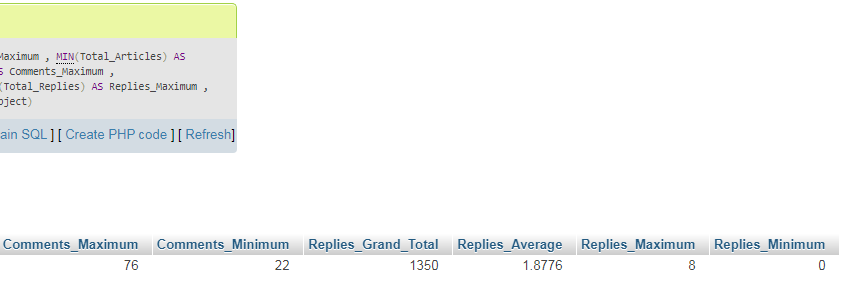 Maximum , MIN(Total_Articles) AS
S Comments_Maximum ,
(Total_Replies) AS Replies_Maximum ,
oject)
ain SQL ] [ Create PHP code ] [ Refresh]
Comments_Maximum Comments_Minimum Replies_Grand_Total Replies_Average Replies_Maximum Replies_Minimum
76 22 1350 1.8776 8 0